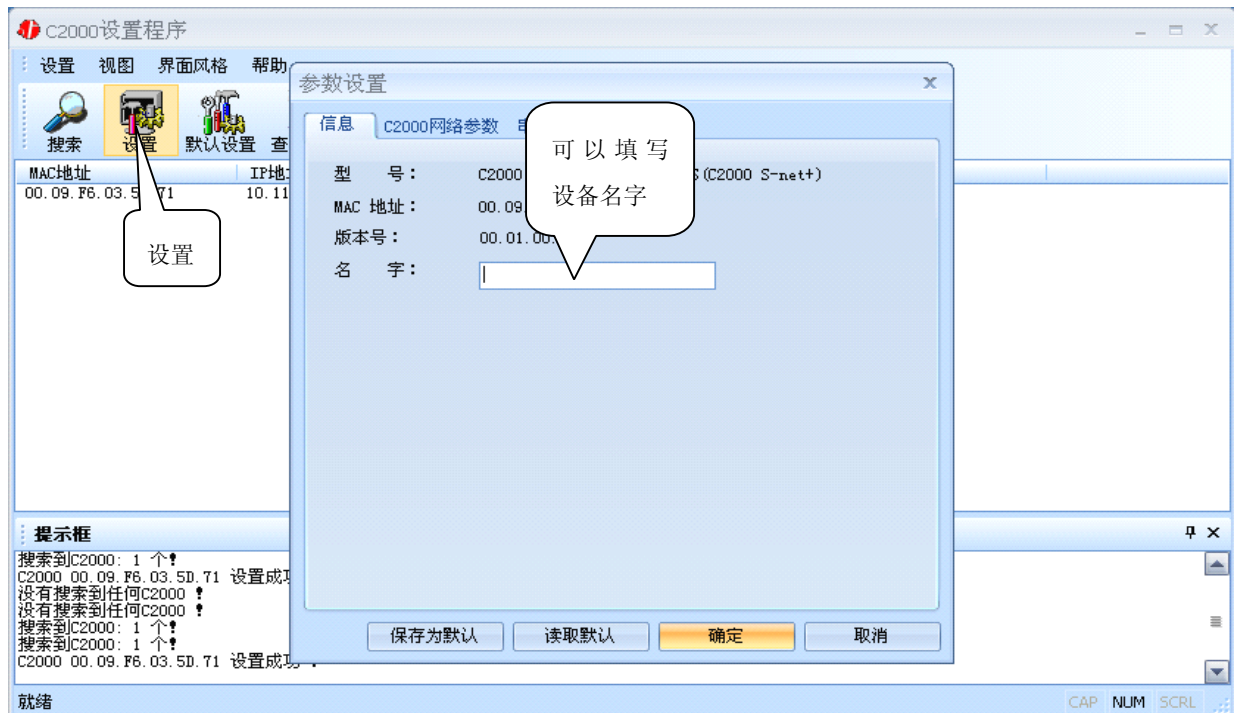 C2000设置程序
设置 视图 界面风格 帮助
搜索 设置 默认设置 查
MAC地址 IP地
00.09.F6.03.5 71 10.11
设置
参数设置
信息 C2000网络参数
可以填写
设备名字
型 号： C2000 S(C2000 S-net+)
MAC 地址： 00.09
版本号： 00.01.00.
名 字：
保存为默认 读取默认 确定 取消
提示框
搜索到C2000: 1 个!
C2000 00.09.F6.03.5D.71 设置成功
没有搜索到任何C2000 !
没有搜索到任何C2000 !
搜索到C2000: 1 个!
搜索到C2000: 1 个!
C2000 00.09.F6.03.5D.71 设置成功 !
就绪
CAP NUM SCRL